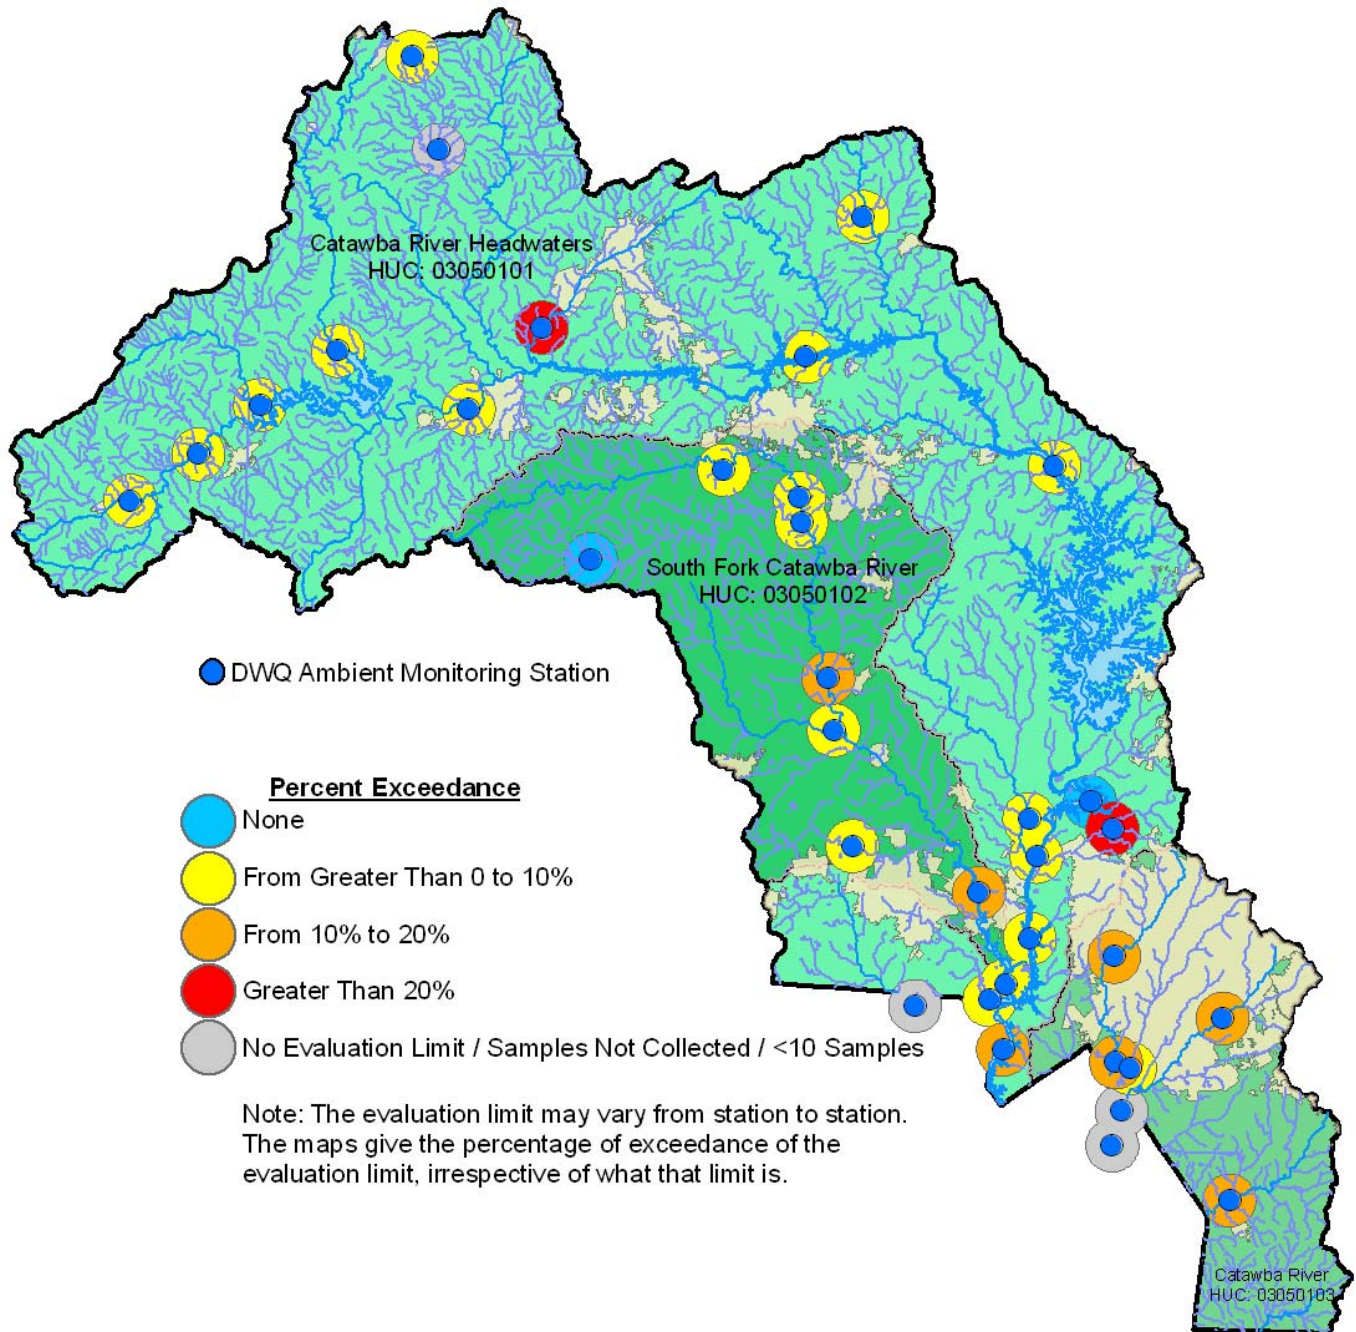 Catawba River Headwaters
HUC: 03050101
South Fork Catawba River
HUC: 03050102
DWQ Ambient Monitoring Station
Percent Exceedance
None
From Greater Than 0 to 10%
From 10% to 20%
Greater Than 20%
No Evaluation Limit / Samples Not Collected / <10 Samples
Note: The evaluation limit may vary from station to station.
The maps give the percentage of exceedance of the
evaluation limit, irrespective of what that limit is.
Catawba River
HUC: 03050103